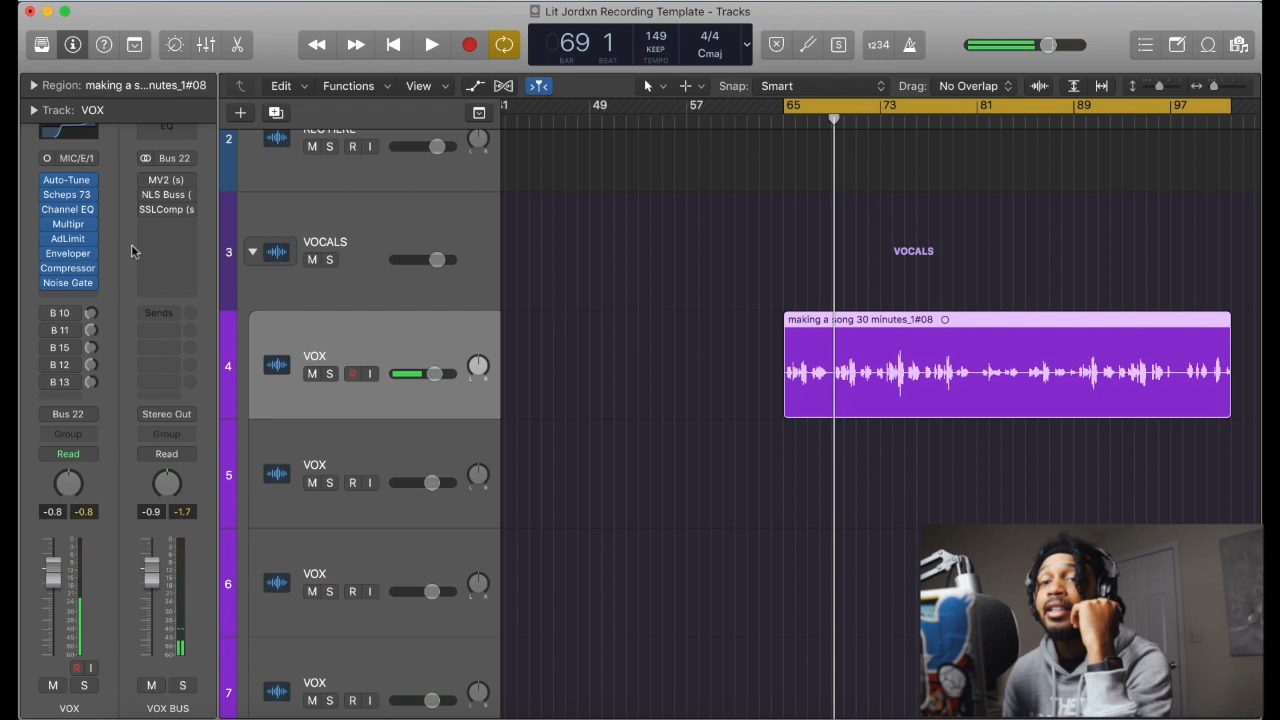 Lit Jordxn Recording Template - Tracks
69 1
BAR BEAT
149
KEEP
TEMPO
4/4
Cmaj
1234
Region: making a s...nutes_1#08
Track: VOX
Edit Functions View
Snap: Smart
Drag: No Overlap
49 57 65 73 81 89 97
EQ
MIC/E/1
Bus 22
Auto-Tune
Scheps 73
Channel EQ
Multipr
AdLimit
Enveloper
Compressor
Noise Gate
MV2 (s)
NLS Buss (
SSLComp (s
B 10
B 11
B 15
B 12
B 13
Sends
Bus 22
Stereo Out
Group
Group
Read
Read
-0.8 -0.8
-0.9 -1.7
R I
M S
M S
VOX
VOX BUS
2
REC HERE
M S R I
L R
3
VOCALS
M S
VOCALS
4
VOX
M S R I
L R
making a song 30 minutes_1#08
5
VOX
M S R I
L R
6
VOX
M S R I
L R
7
VOX
M S R I
L R